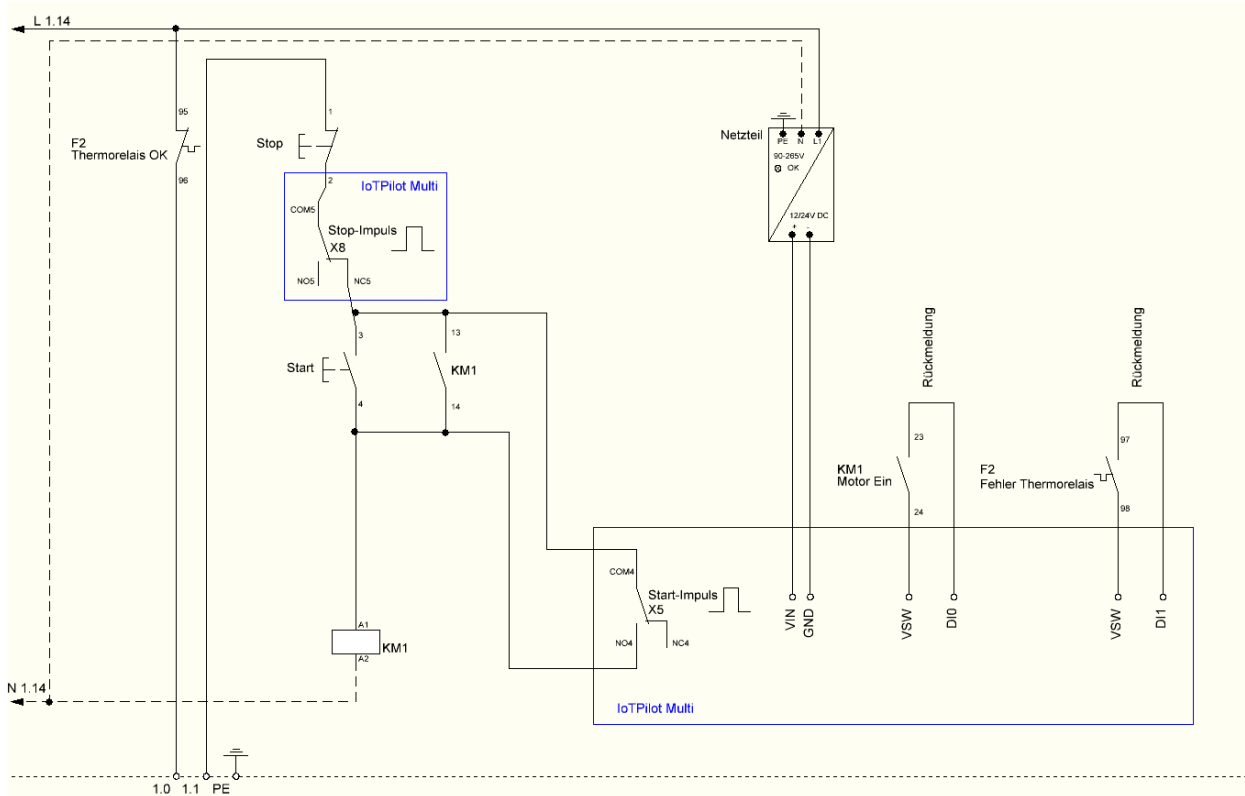 L 1.14
95
F2
Thermorelais OK
96
1
Stop
2
IoTPilot Multi
COM5
Stop-Impuls
X8
NO5
NC5
3
13
Start
KM1
4
14
Netzteil
PE N L1
90-265V
OK
12/24V DC
+ -
Rückmeldung
Rückmeldung
23
97
KM1
Motor Ein
F2
Fehler Thermorelais
24
98
COM4
Start-Impuls
X5
NO4
NC4
VIN
GND
VSW
DI0
VSW
DI1
A1
KM1
A2
N 1.14
IoTPilot Multi
1.0 1.1 PE